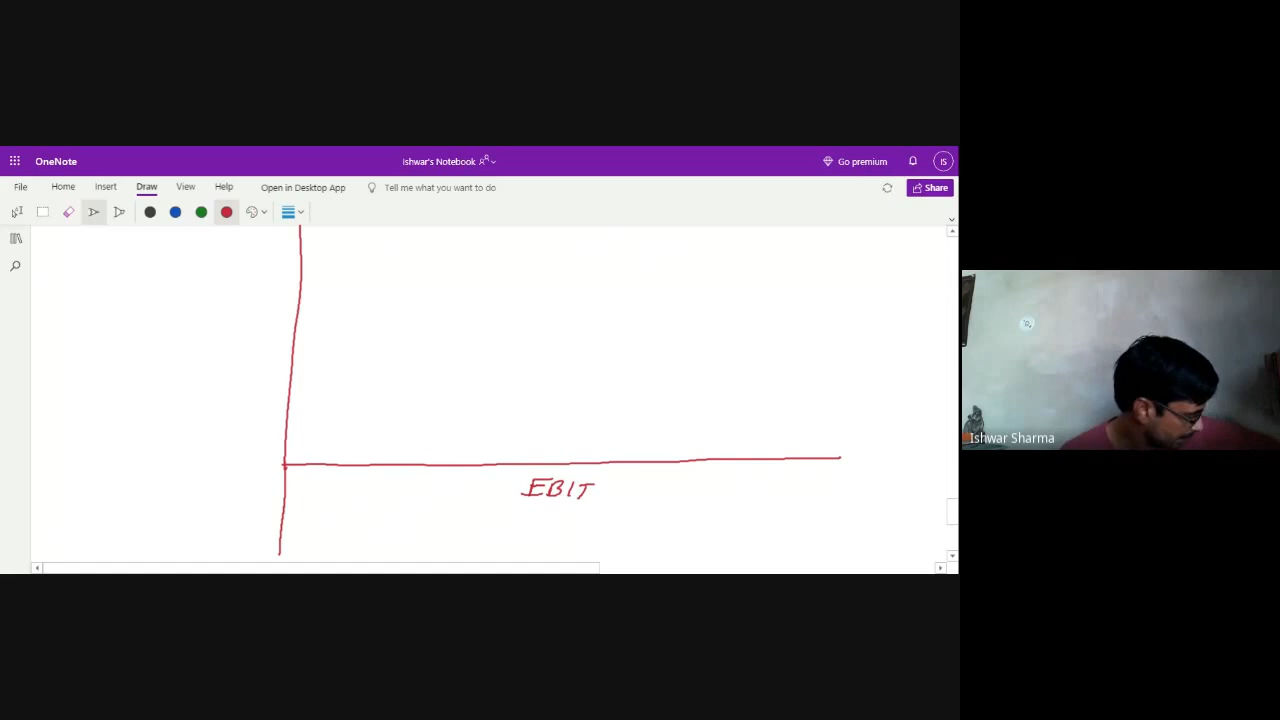 OneNote
Ishwar's Notebook
Go premium
IS
File Home Insert Draw View Help Open in Desktop App Tell me what you want to do
Share
EBIT
Ishwar Sharma